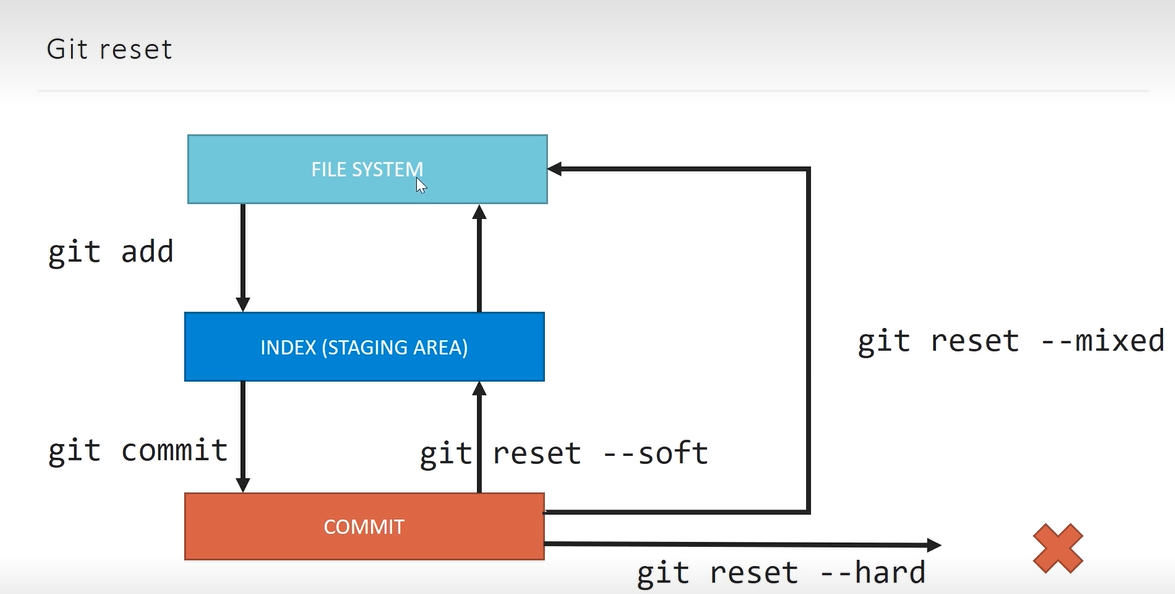 Git reset
FILE SYSTEM
git add
INDEX (STAGING AREA)
git reset --mixed
git commit
git reset --soft
COMMIT
git reset --hard